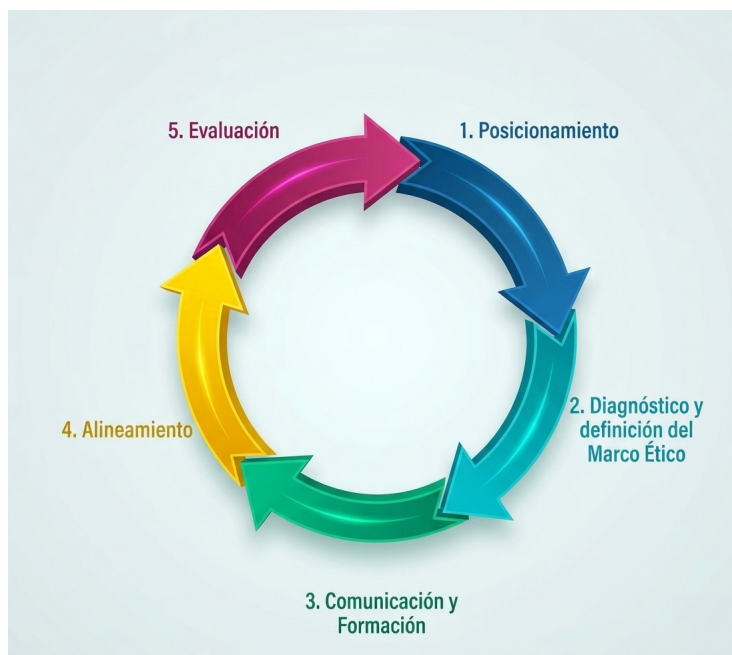 1. Posicionamiento
2. Diagnóstico y
definición del
Marco Ético
3. Comunicación y
Formación
4. Alineamiento
5. Evaluación